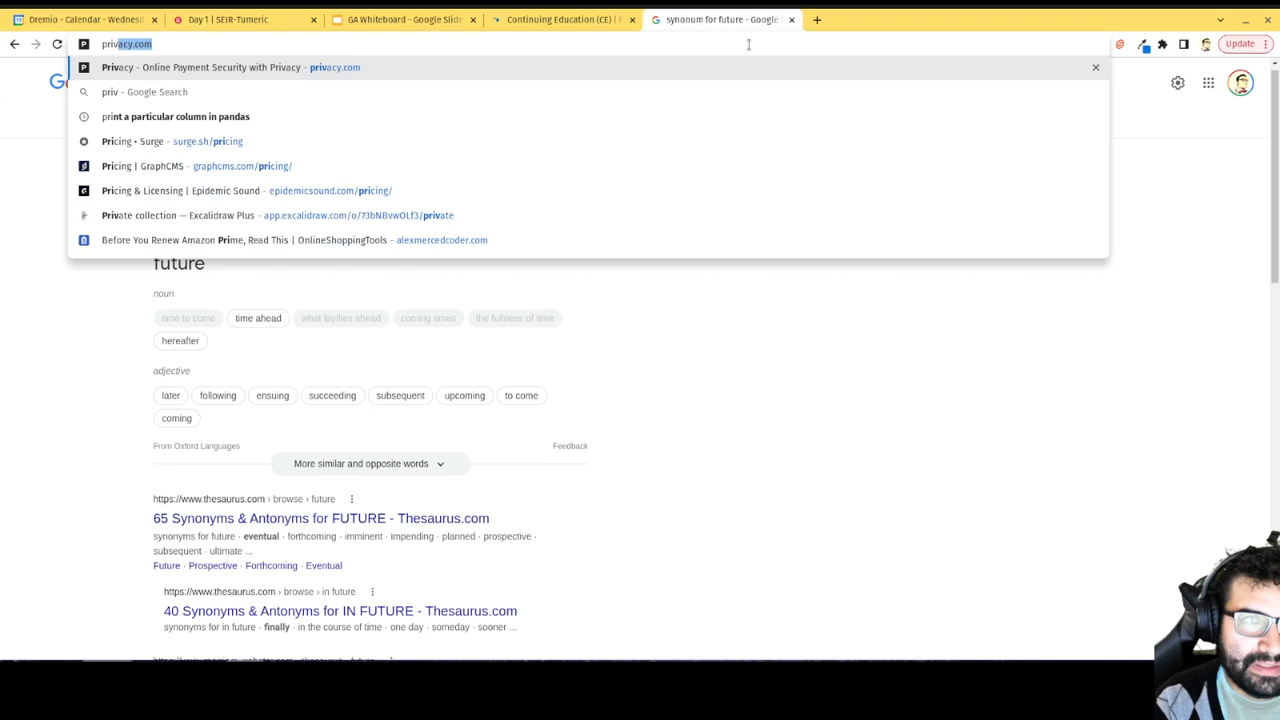 Dremio - Calendar - Wednesd
Day 1 | SEIR-Tumeric
GA Whiteboard - Google Slide
Continuing Education (CE) |
synonum for future - Google
privacy.com
Update
Privacy - Online Payment Security with Privacy - privacy.com
priv - Google Search
print a particular column in pandas
Pricing • Surge - surge.sh/pricing
Pricing | GraphCMS - graphcms.com/pricing/
Pricing & Licensing | Epidemic Sound - epidemicsound.com/pricing/
Private collection — Excalidraw Plus - app.excalidraw.com/o/73bNBvwOLf3/private
Before You Renew Amazon Prime, Read This | OnlineShoppingTools - alexmercedcoder.com
future
noun
time to come time ahead what lay/lies ahead coming times the fullness of time
hereafter
adjective
later following ensuing succeeding subsequent upcoming to come
coming
From Oxford Languages Feedback
More similar and opposite words
https://www.thesaurus.com › browse › future
65 Synonyms & Antonyms for FUTURE - Thesaurus.com
synonyms for future · eventual · forthcoming · imminent · impending · planned · prospective ·
subsequent · ultimate ...
Future · Prospective · Forthcoming · Eventual
https://www.thesaurus.com › browse › in future
40 Synonyms & Antonyms for IN FUTURE - Thesaurus.com
synonyms for in future · finally · in the course of time · one day · someday · sooner ...